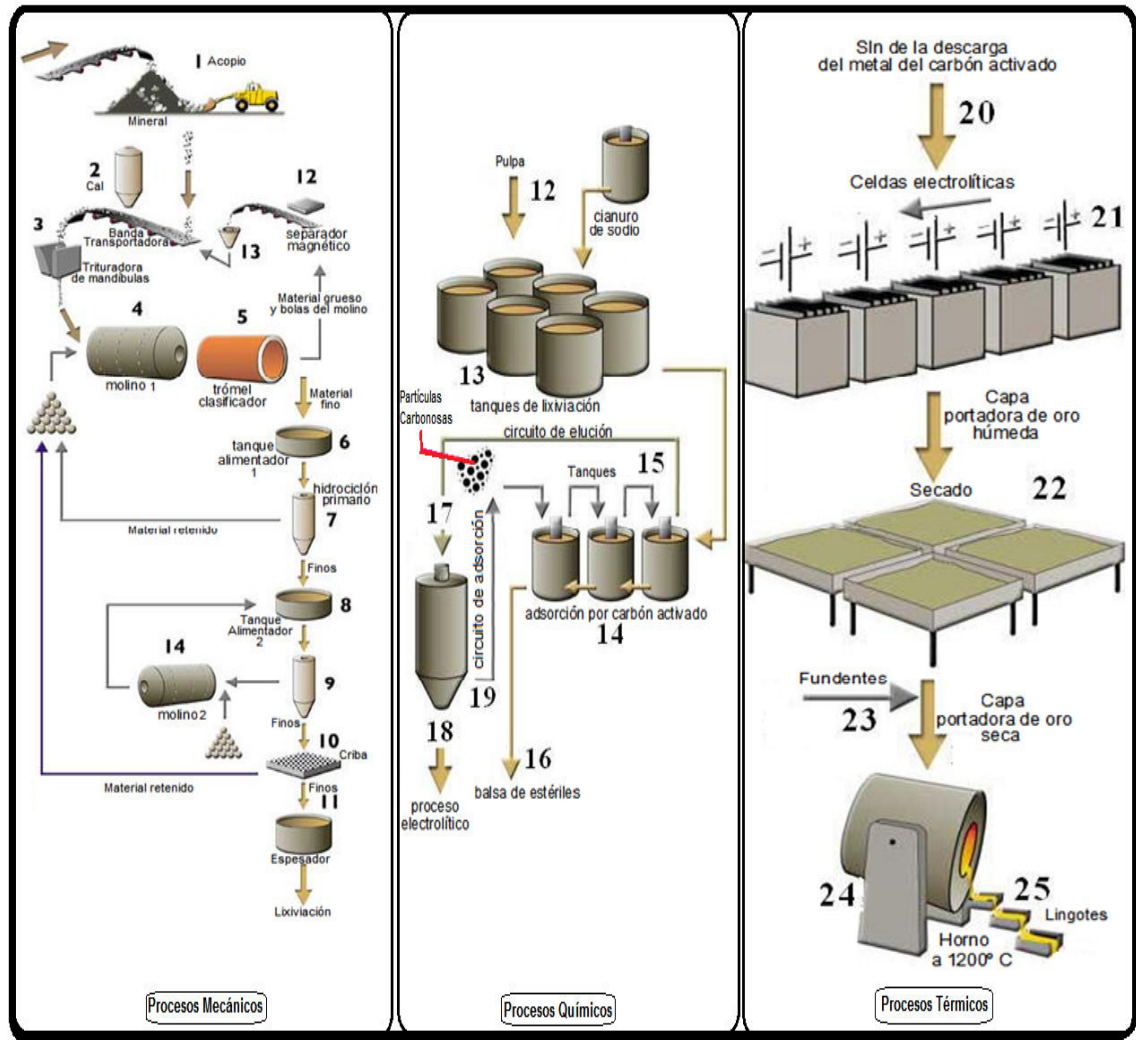 1 Acopio
Mineral
2
Cal
12
3
Banda
Transportadora
separador
magnético
13
Trituradora
de mandíbulas
Material grueso
y bolas del molino
4
5
molino 1
trómel
clasificador
Material
fino
tanque
alimentador
1
6
hidrociclón
primario
7
Material retenido
Finos
8
Tanque
Alimentador
2
14
9
molino 2
Finos
10
Criba
Material retenido
Finos
11
Espesador
Lixiviación
Procesos Mecánicos
Pulpa
12
cianuro
de sodio
13
tanques de lixiviación
Partículas
Carbonosas
circuito de elución
Tanques
15
17
circuito de adsorción
adsorción por carbón activado
14
19
18
16
proceso
electrolítico
balsa de estériles
Procesos Químicos
Sln de la descarga
del metal del carbón activado
20
Celdas electrolíticas
21
− + − + − + − + − +
Capa
portadora de oro
húmeda
Secado
22
Fundentes
23
Capa
portadora de oro
seca
24
25
Lingotes
Horno
a 1200º C
Procesos Térmicos